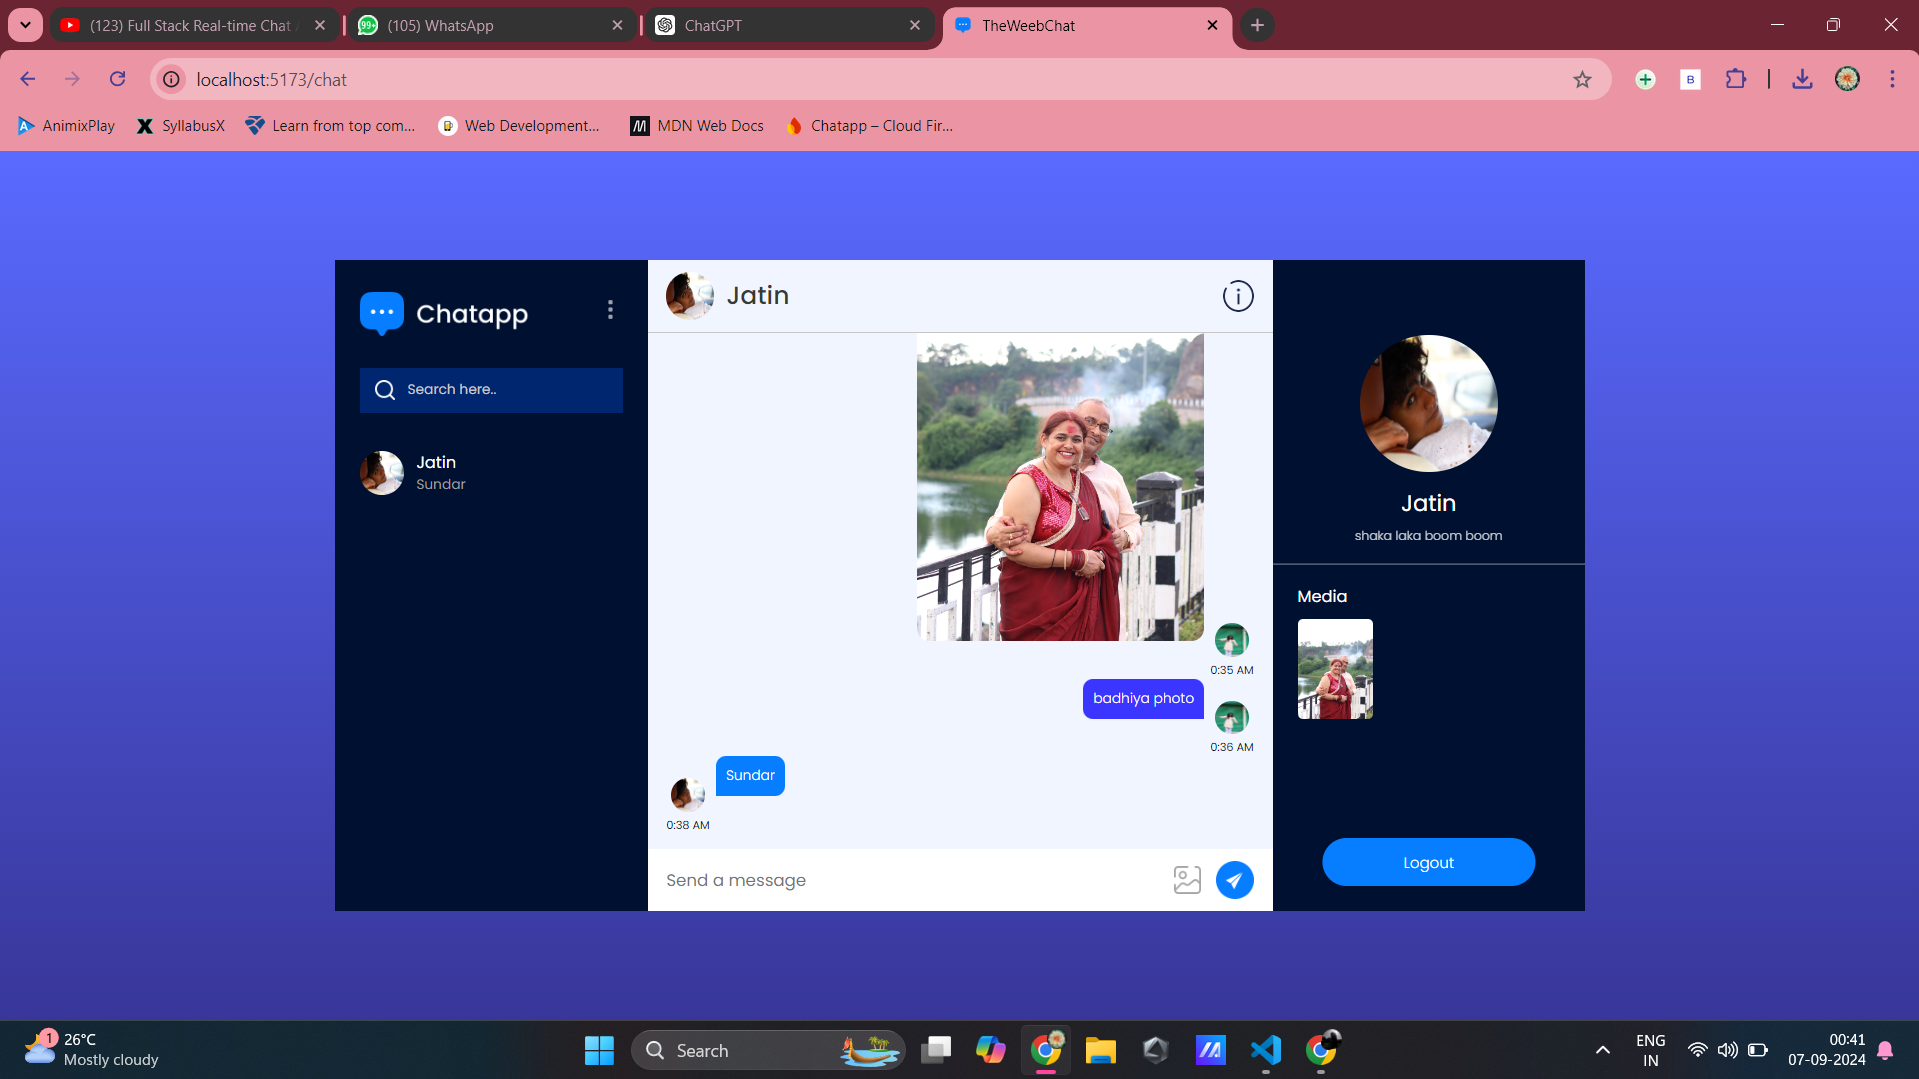 (123) Full Stack Real-time Chat
(105) WhatsApp
ChatGPT
TheWeebChat
localhost:5173/chat
B
AnimixPlay
SyllabusX
Learn from top com...
Web Development...
MDN Web Docs
Chatapp – Cloud Fir...
Chatapp
Search here..
Jatin
Sundar
Jatin
0:35 AM
badhiya photo
0:36 AM
Sundar
0:38 AM
Send a message
Jatin
shaka laka boom boom
Media
Logout
1
26°C
Mostly cloudy
Search
ENG
IN
00:41
07-09-2024